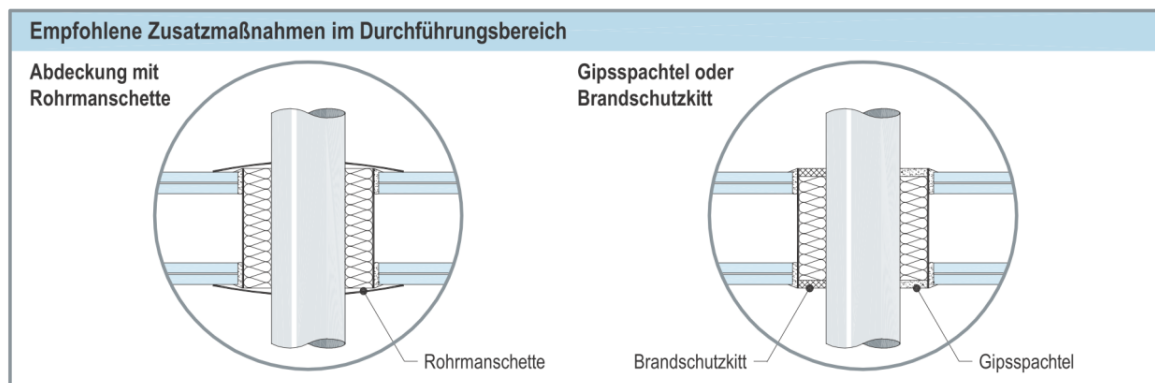 Empfohlene Zusatzmaßnahmen im Durchführungsbereich
Abdeckung mit
Rohrmanschette
Gipsspachtel oder
Brandschutzkitt
Rohrmanschette
Brandschutzkitt
Gipsspachtel